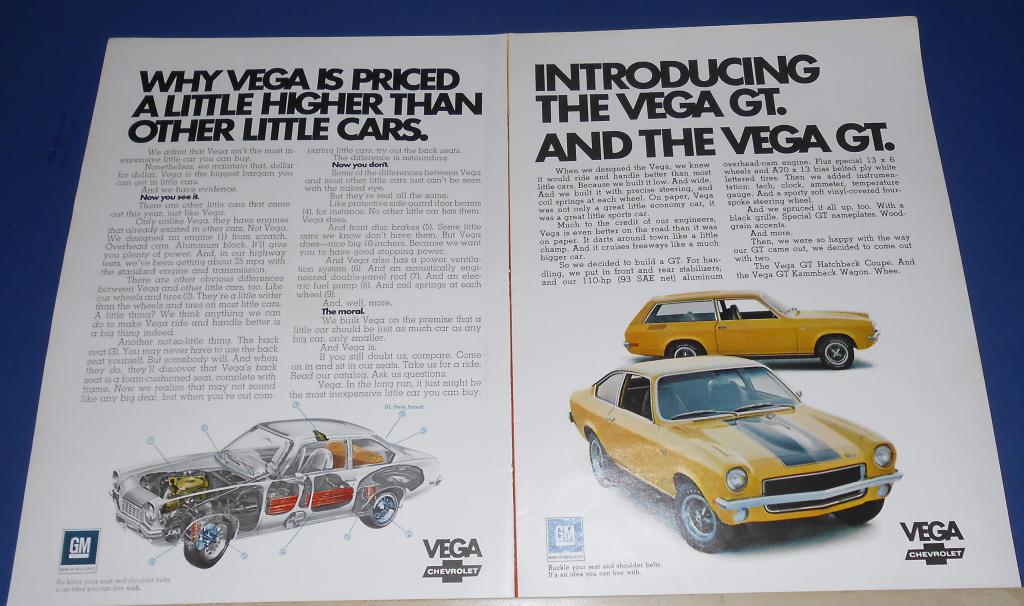 WHY VEGA IS PRICED
A LITTLE HIGHER THAN
OTHER LITTLE CARS.
We admit that Vega isn't the most in-
expensive little car you can buy.
Nonetheless, we maintain that, dollar
for dollar, Vega is the biggest bargain you
can get in little cars.
And we have evidence.
Now you see it.
There are other little cars that came
out this year, just like Vega.
Only unlike Vega, they have engines
that already existed in other cars. Not Vega.
We designed an engine (1) from scratch.
Overhead cam. Aluminum block. It'll give
you plenty of power. And, in our highway
tests, we've been getting about 25 mpg with
the standard engine and transmission.
There are other obvious differences
between Vega and other little cars, too. Like
our wheels and tires (2). They're a little wider
than the wheels and tires on most little cars.
A little thing? We think anything we can
do to make Vega ride and handle better is
a big thing indeed.
Another not-so-little thing. The back
seat (3). You may never have to use the back
seat yourself. But somebody will. And when
they do, they'll discover that Vega's back
seat is a foam-cushioned seat, complete with
frame. Now we realize that may not sound
like any big deal, but when you're out com-
paring little cars, try out the back seats.
The difference is astounding.
Now you don't.
Some of the differences between Vega
and most other little cars just can't be seen
with the naked eye.
But they're real all the same.
Like protective side-guard door beams
(4), for instance. No other little car has them.
Vega does.
And front disc brakes (5). Some little
cars we know don't have them. But Vega
does—nice big 10-inchers. Because we want
you to have good stopping power.
And Vega also has a power ventila-
tion system (6). And an acoustically engi-
neered double-panel roof (7). And an elec-
tric fuel pump (8). And coil springs at each
wheel (9).
And, well, more.
The moral.
We built Vega on the premise that a
little car should be just as much car as any
big car, only smaller.
And Vega is.
If you still doubt us, compare. Come
on in and sit in our seats. Take us for a ride.
Read our catalog. Ask us questions.
Vega. In the long run, it just might be
the most inexpensive little car you can buy.
It's there, honest.
GM
MARK OF EXCELLENCE
Buckle your seat and shoulder belts.
It's an idea you can live with.
VEGA
CHEVROLET
INTRODUCING
THE VEGA GT.
AND THE VEGA GT.
When we designed the Vega, we knew
it would ride and handle better than most
little cars. Because we built it low. And wide.
And we built it with precise steering, and
coil springs at each wheel. On paper, Vega
was not only a great little economy car, it
was a great little sports car.
Much to the credit of our engineers,
Vega is even better on the road than it was
on paper. It darts around town like a little
champ. And it cruises freeways like a much
bigger car.
So we decided to build a GT. For han-
dling, we put in front and rear stabilizers,
and our 110-hp (93 SAE net) aluminum
overhead-cam engine. Plus special 13 x 6
wheels and A70 x 13 bias belted ply white
lettered tires. Then we added instrumen-
tation: tach, clock, ammeter, temperature
gauge. And a sporty soft vinyl-covered four-
spoke steering wheel.
And we spruced it all up, too. With a
black grille. Special GT nameplates. Wood-
grain accents.
And more.
Then, we were so happy with the way
our GT came out, we decided to come out
with two.
The Vega GT Hatchback Coupe. And
the Vega GT Kammback Wagon. Whee.
GM
MARK OF EXCELLENCE
Buckle your seat and shoulder belts.
It's an idea you can live with.
VEGA
CHEVROLET